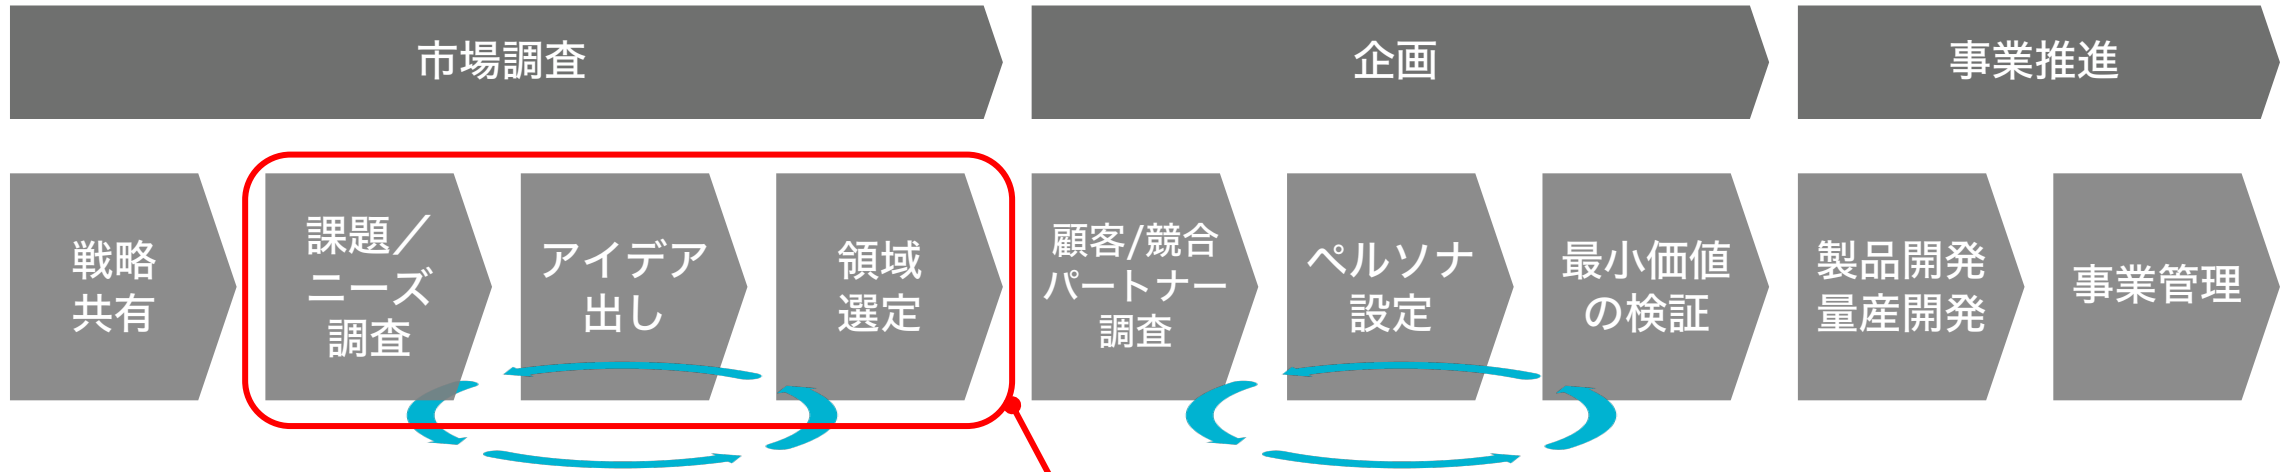 市場調査
企画
事業推進
戦略
共有
課題／
ニーズ
調査
アイデア
出し
領域
選定
顧客/競合
パートナー
調査
ペルソナ
設定
最小価値
の検証
製品開発
量産開発
事業管理